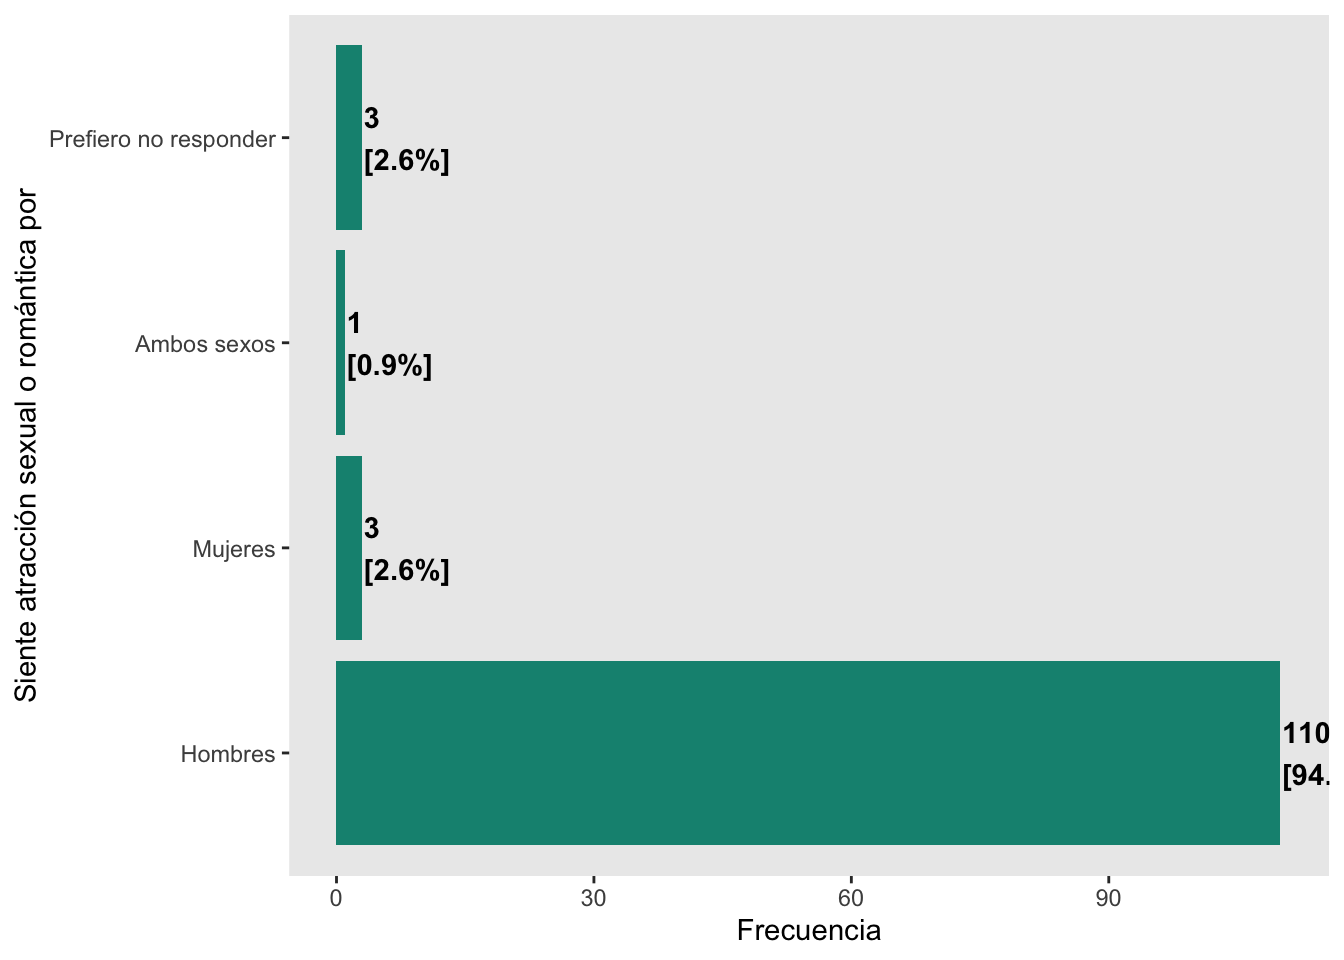 Siente atracción sexual o romántica por
Prefiero no responder
3
[2.6%]
Ambos sexos
1
[0.9%]
Mujeres
3
[2.6%]
Hombres
110
[94.
0 30 60 90
Frecuencia